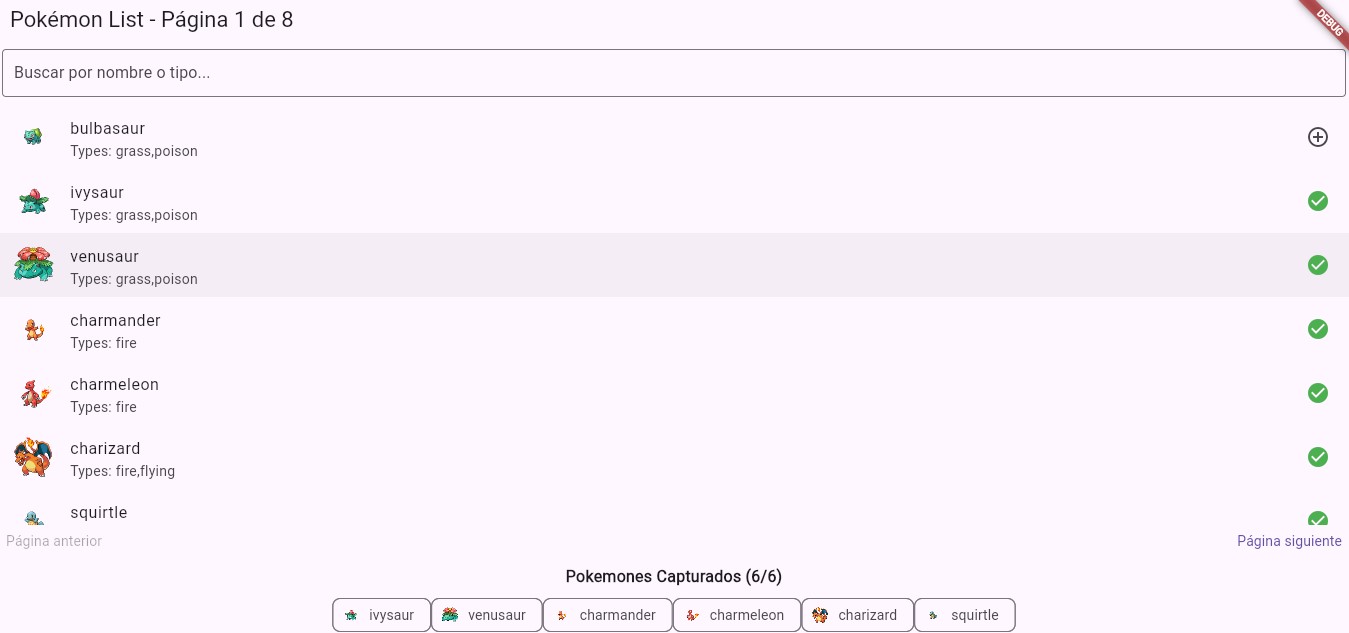 Pokémon List - Página 1 de 8
DEBUG
Buscar por nombre o tipo...
bulbasaur
Types: grass,poison
ivysaur
Types: grass,poison
venusaur
Types: grass,poison
charmander
Types: fire
charmeleon
Types: fire
charizard
Types: fire,flying
squirtle
Página anterior
Página siguiente
Pokemones Capturados (6/6)
ivysaur
venusaur
charmander
charmeleon
charizard
squirtle